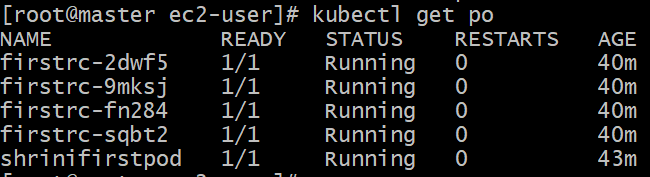 [root@master ec2-user]# kubectl get po
NAME READY STATUS RESTARTS AGE
firstrc-2dwf5 1/1 Running 0 40m
firstrc-9mksj 1/1 Running 0 40m
firstrc-fn284 1/1 Running 0 40m
firstrc-sqbt2 1/1 Running 0 40m
shrinifirstpod 1/1 Running 0 43m